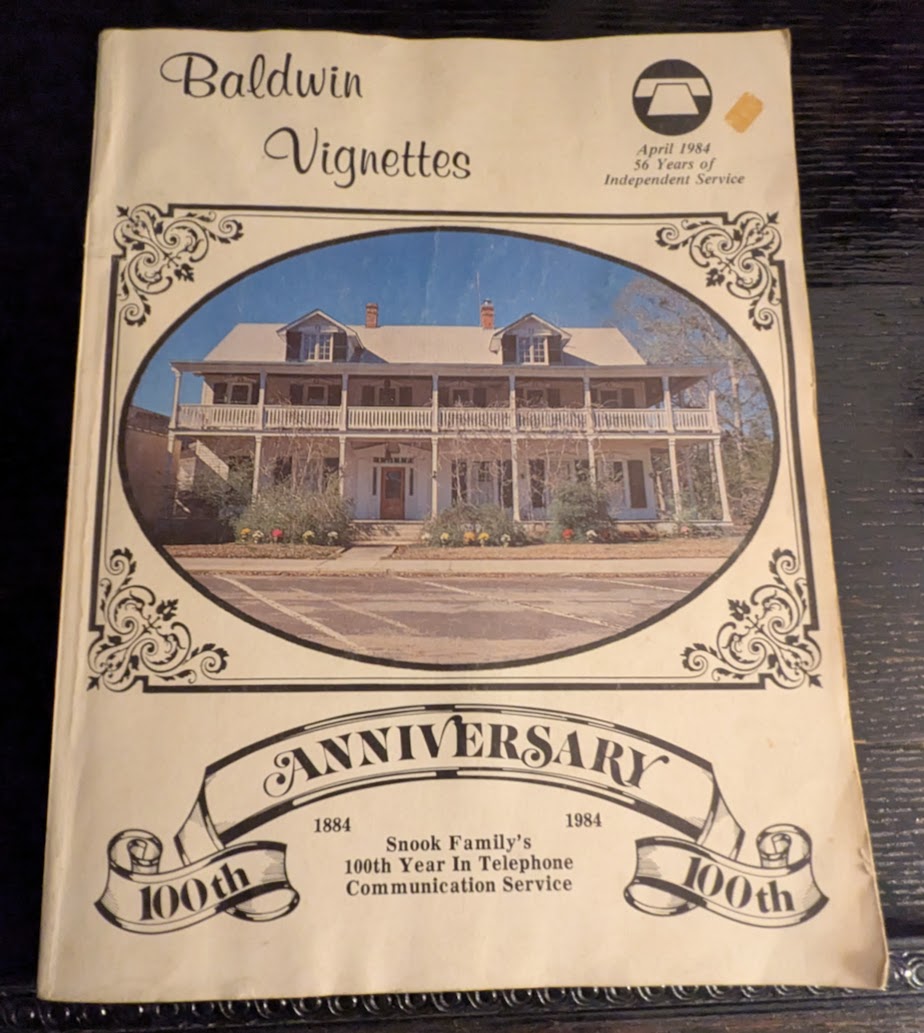 Baldwin
Vignettes
April 1984
56 Years of
Independent Service
ANNIVERSARY
1884
1984
Snook Family's
100th Year In Telephone
Communication Service
100th
100th